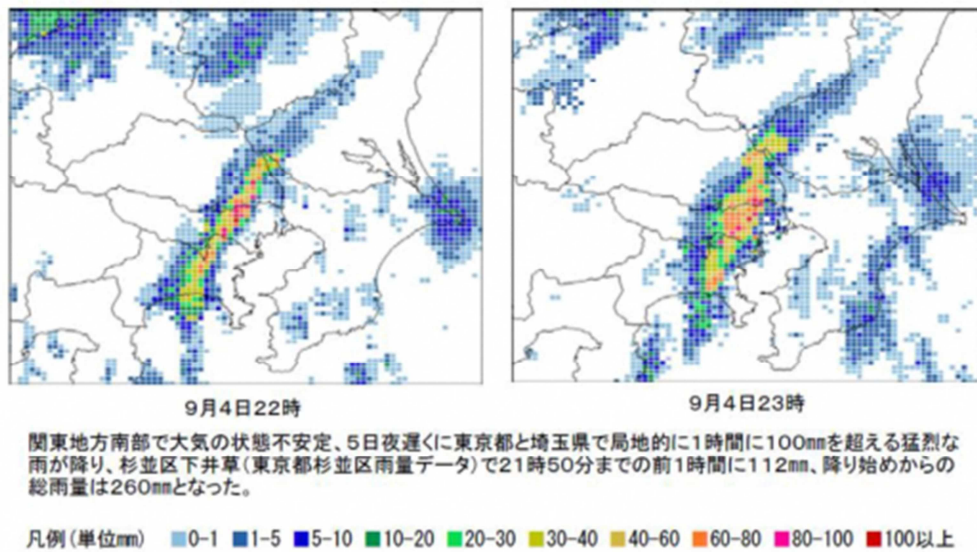 9月4日22時
9月4日23時
関東地方南部で大気の状態不安定、5日夜遅くに東京都と埼玉県で局地的に1時間に100㎜を超える猛烈な
雨が降り、杉並区下井草(東京都杉並区雨量データ)で21時50分までの前1時間に112㎜、降り始めからの
総雨量は260㎜となった。
凡例(単位㎜) 0-1 1-5 5-10 10-20 20-30 30-40 40-60 60-80 80-100 100以上